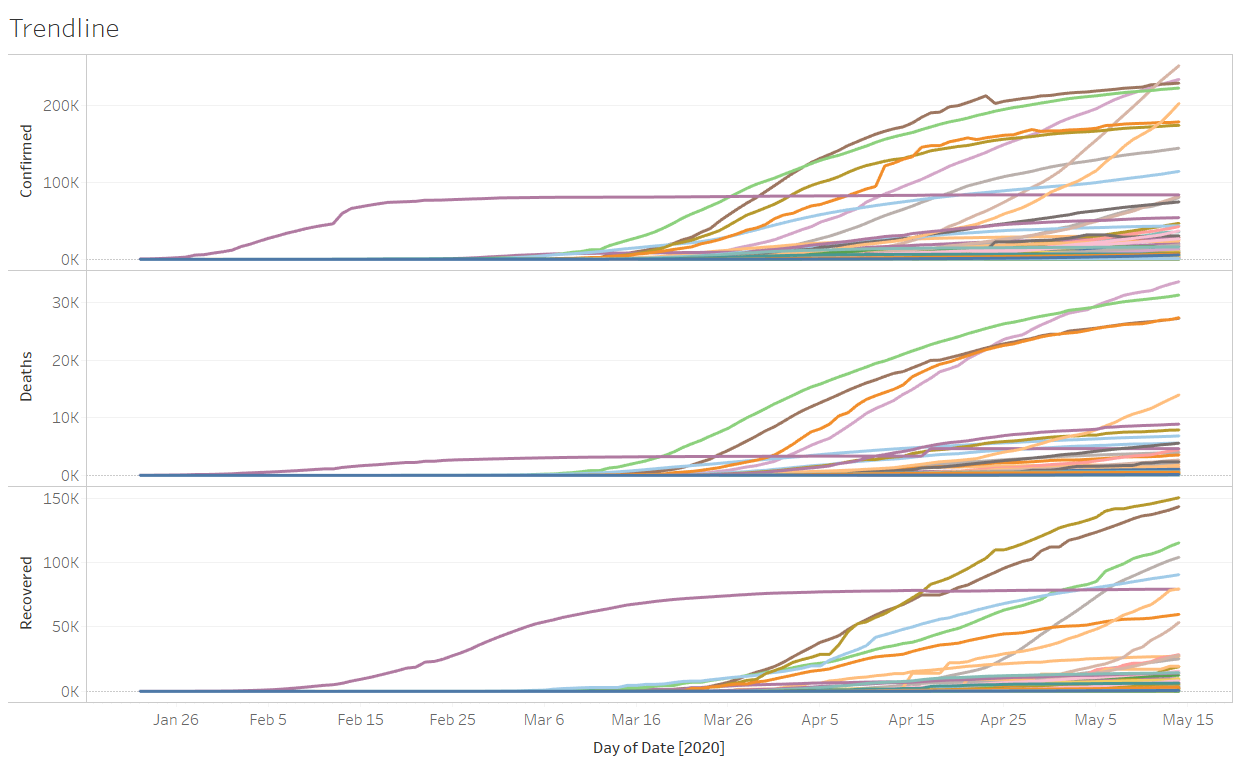 Trendline
Confirmed
200K
100K
0K
Deaths
30K
20K
10K
0K
Recovered
150K
100K
50K
0K
Jan 26 Feb 5 Feb 15 Feb 25 Mar 6 Mar 16 Mar 26 Apr 5 Apr 15 Apr 25 May 5 May 15
Day of Date [2020]